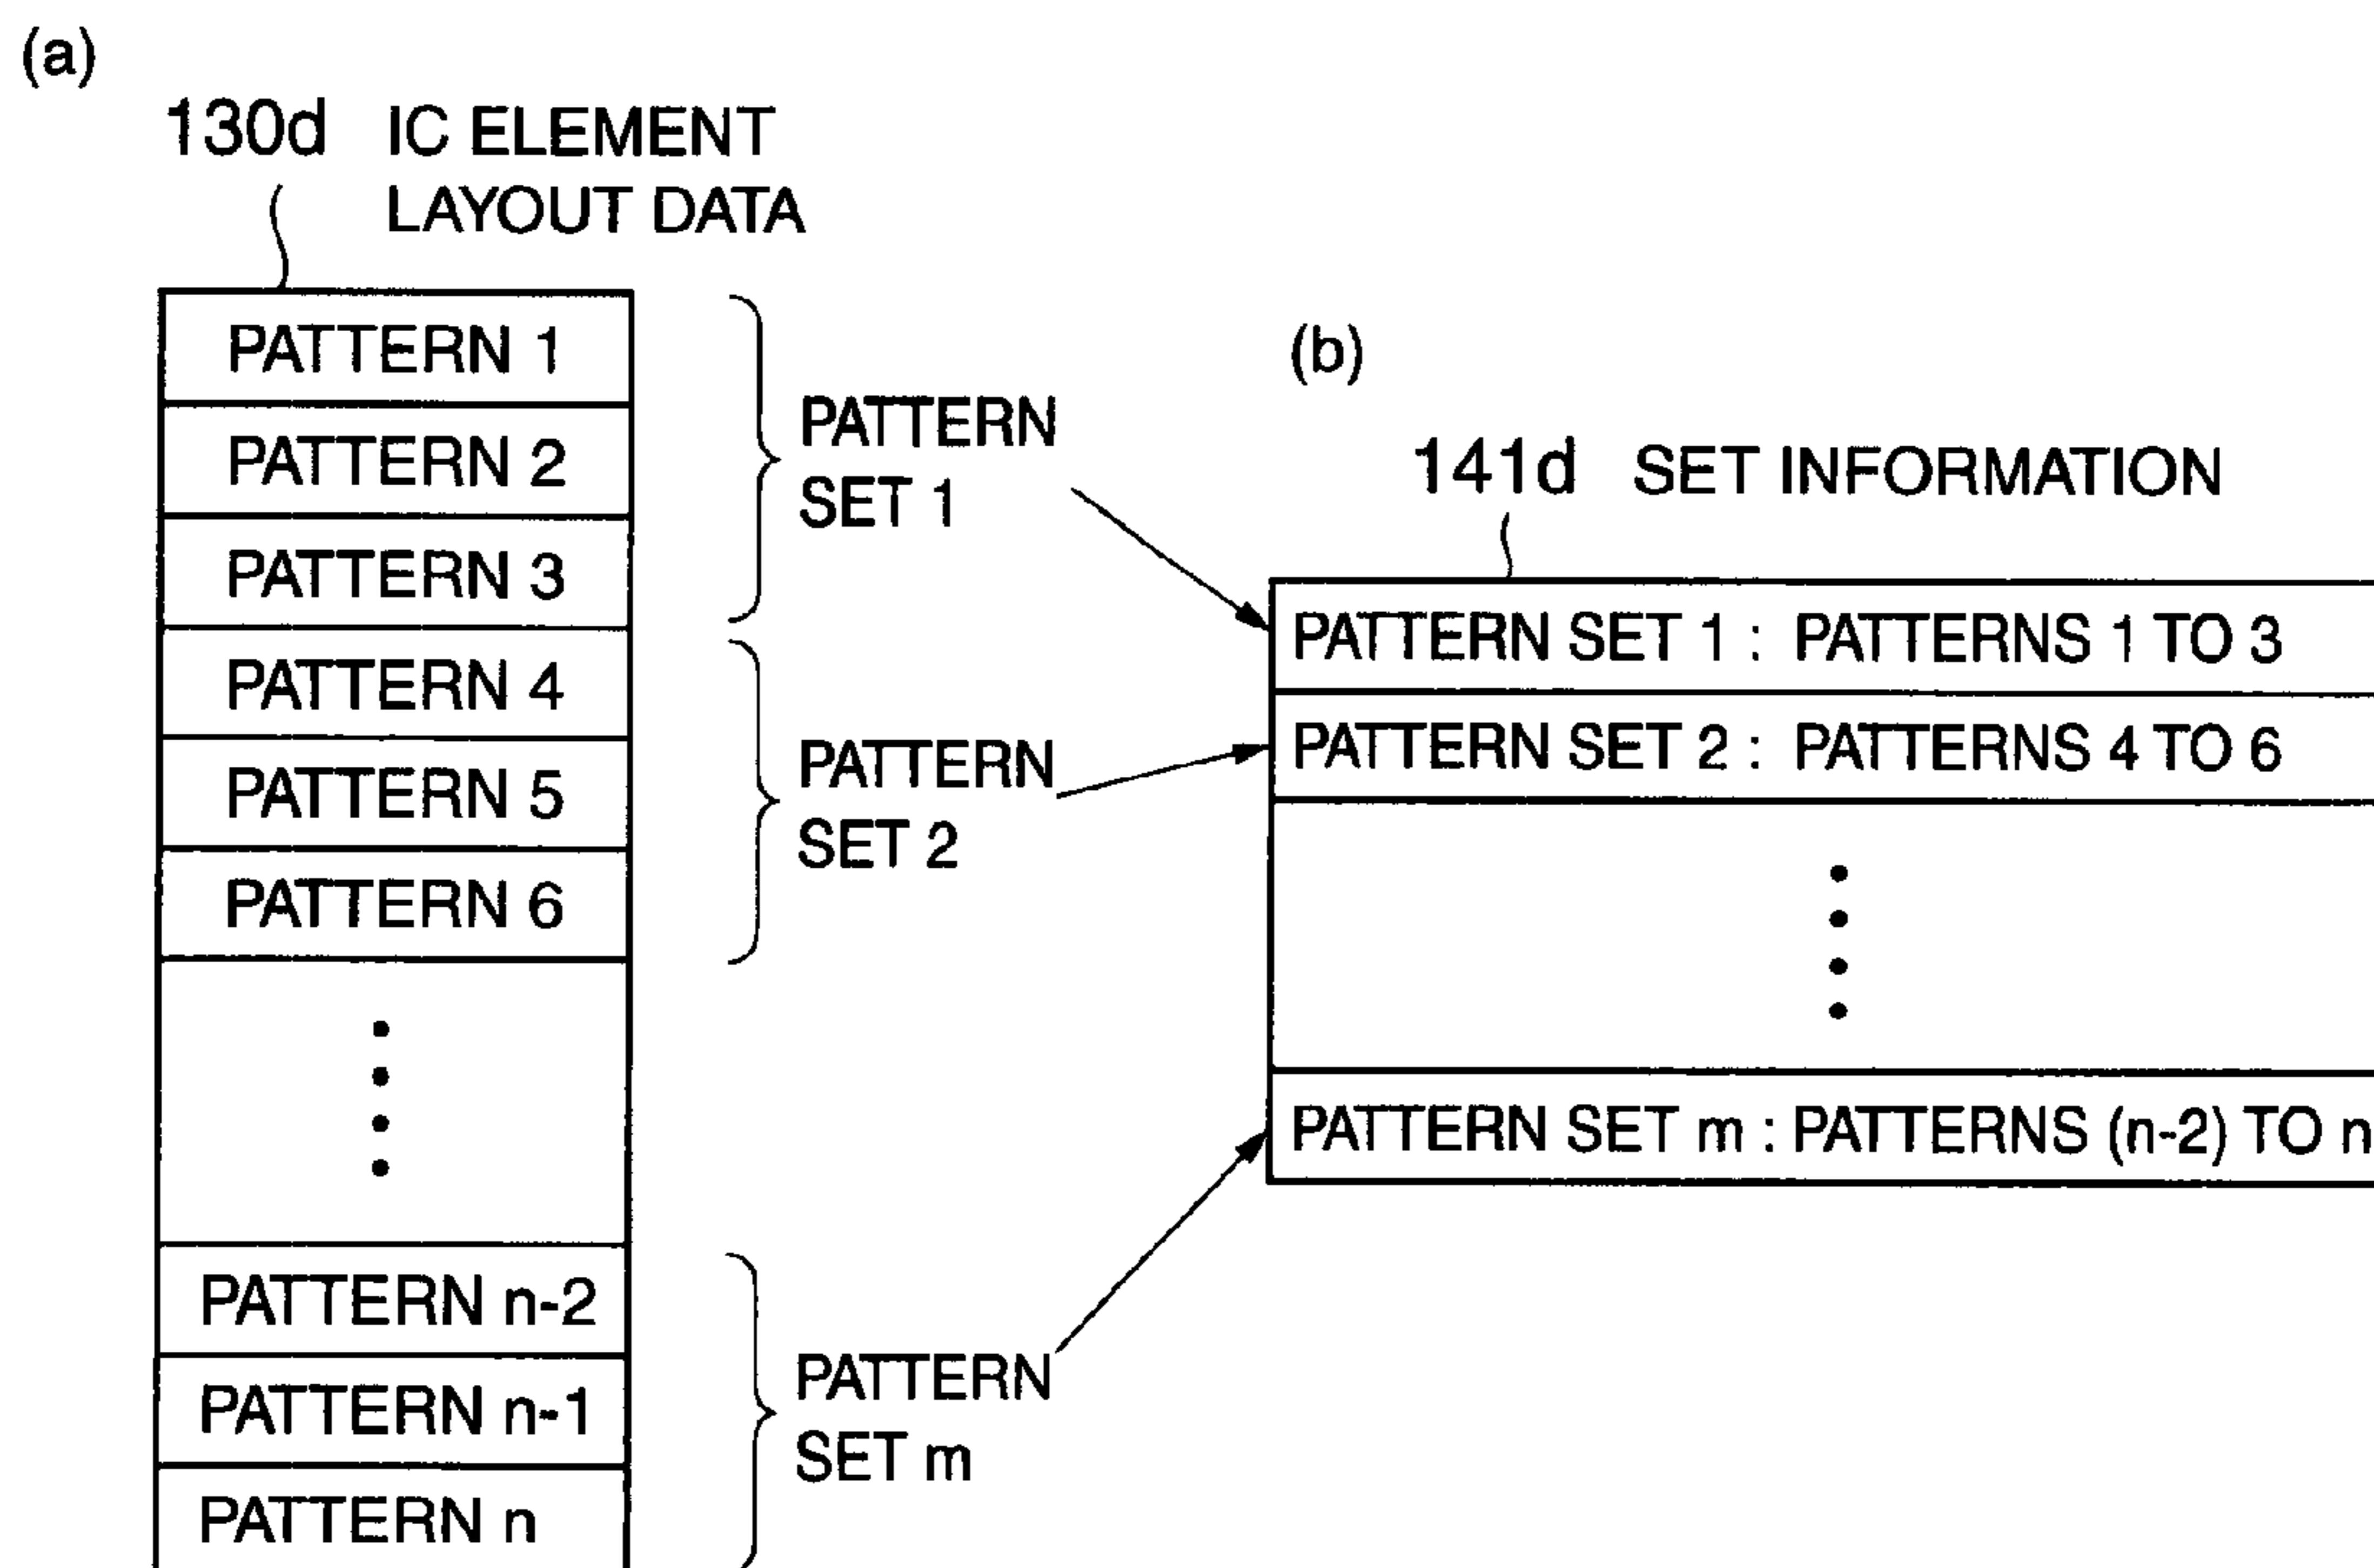 (a)
130d IC ELEMENT
LAYOUT DATA
PATTERN 1
PATTERN 2
PATTERN 3
PATTERN 4
PATTERN 5
PATTERN 6
PATTERN n-2
PATTERN n-1
PATTERN n
PATTERN
SET 1
PATTERN
SET 2
PATTERN
SET m
(b)
141d SET INFORMATION
PATTERN SET 1 : PATTERNS 1 TO 3
PATTERN SET 2 : PATTERNS 4 TO 6
PATTERN SET m : PATTERNS (n-2) TO n